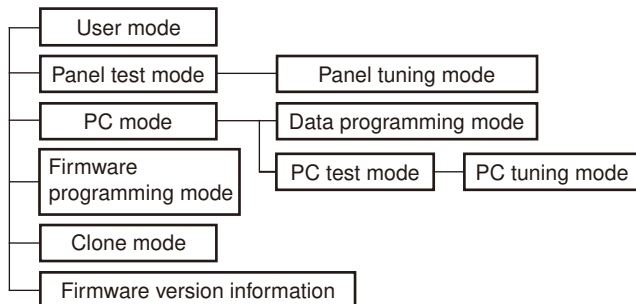 User mode
Panel test mode
Panel tuning mode
PC mode
Data programming mode
PC test mode
PC tuning mode
Firmware
programming mode
Clone mode
Firmware version information